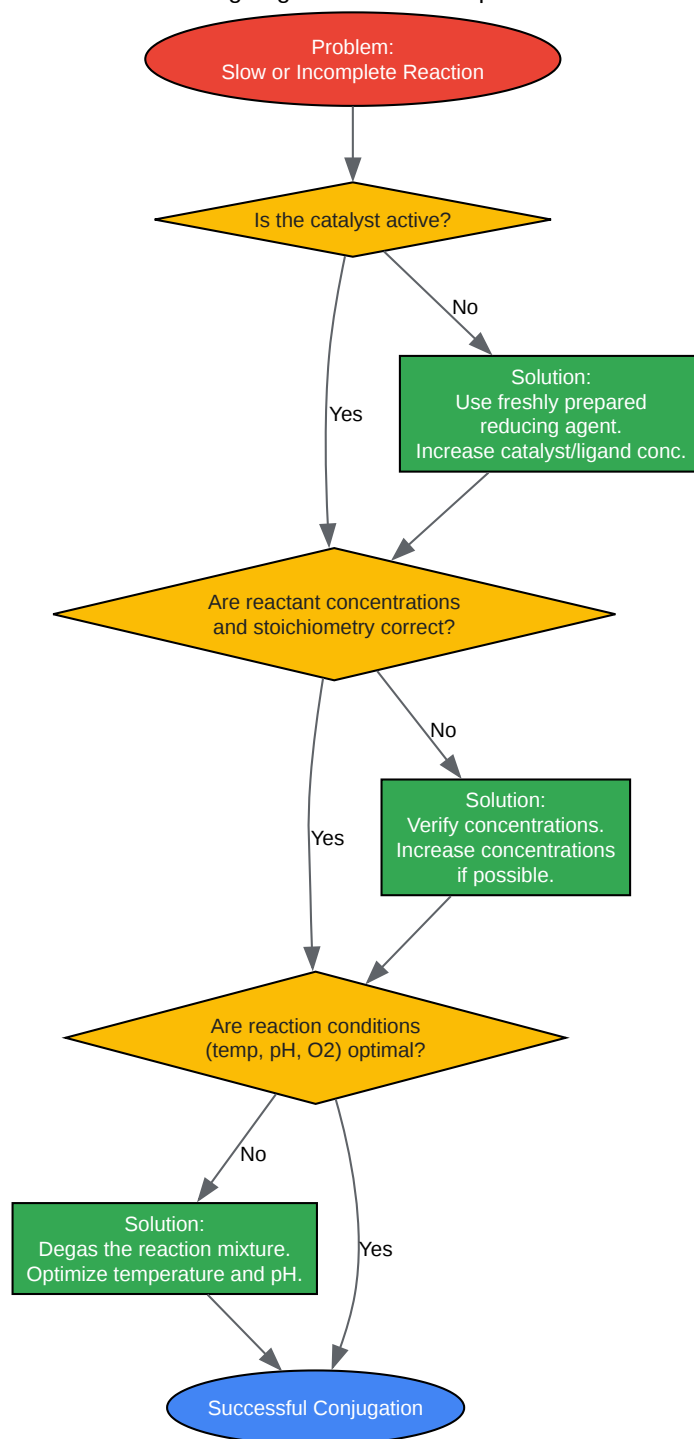 Problem:
Slow or Incomplete Reaction
Is the catalyst active?
No
Solution:
Use freshly prepared
reducing agent.
Increase catalyst/ligand conc.
Yes
Are reactant concentrations
and stoichiometry correct?
No
Solution:
Verify concentrations.
Increase concentrations
if possible.
Yes
Are reaction conditions
(temp, pH, O2) optimal?
No
Solution:
Degas the reaction mixture.
Optimize temperature and pH.
Yes
Successful Conjugation